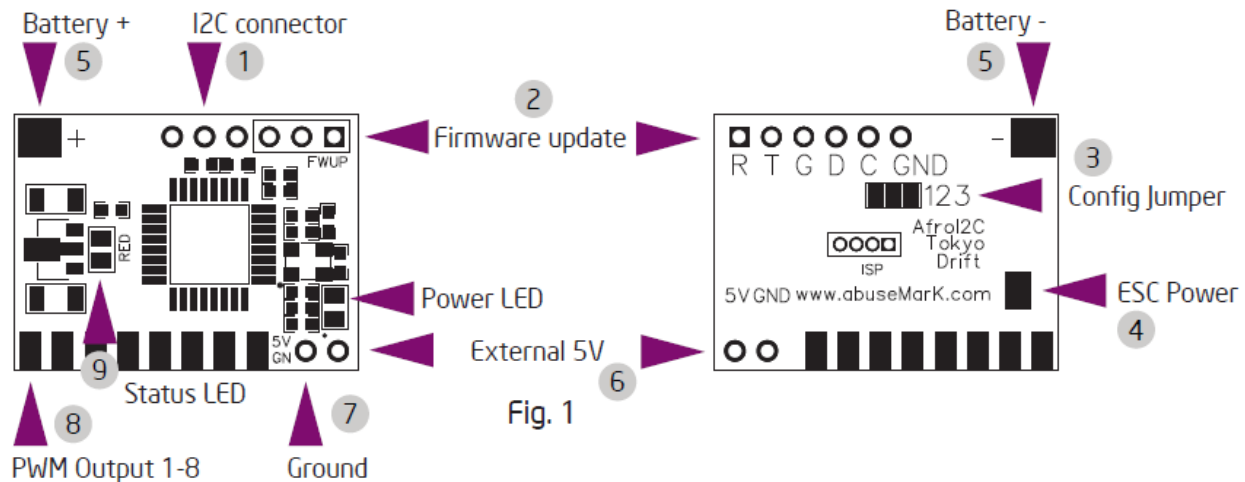 Battery +
5
I2C connector
1
Battery -
5
2
Firmware update
3
Config Jumper
+
FWUP
RED
-
R T G D C GND
123
AfroI2C
Tokyo
Drift
ISP
5V GND www.abuseMarK.com
Power LED
ESC Power
4
5V
GN
External 5V
6
9
Status LED
8
PWM Output 1-8
7
Ground
Fig. 1